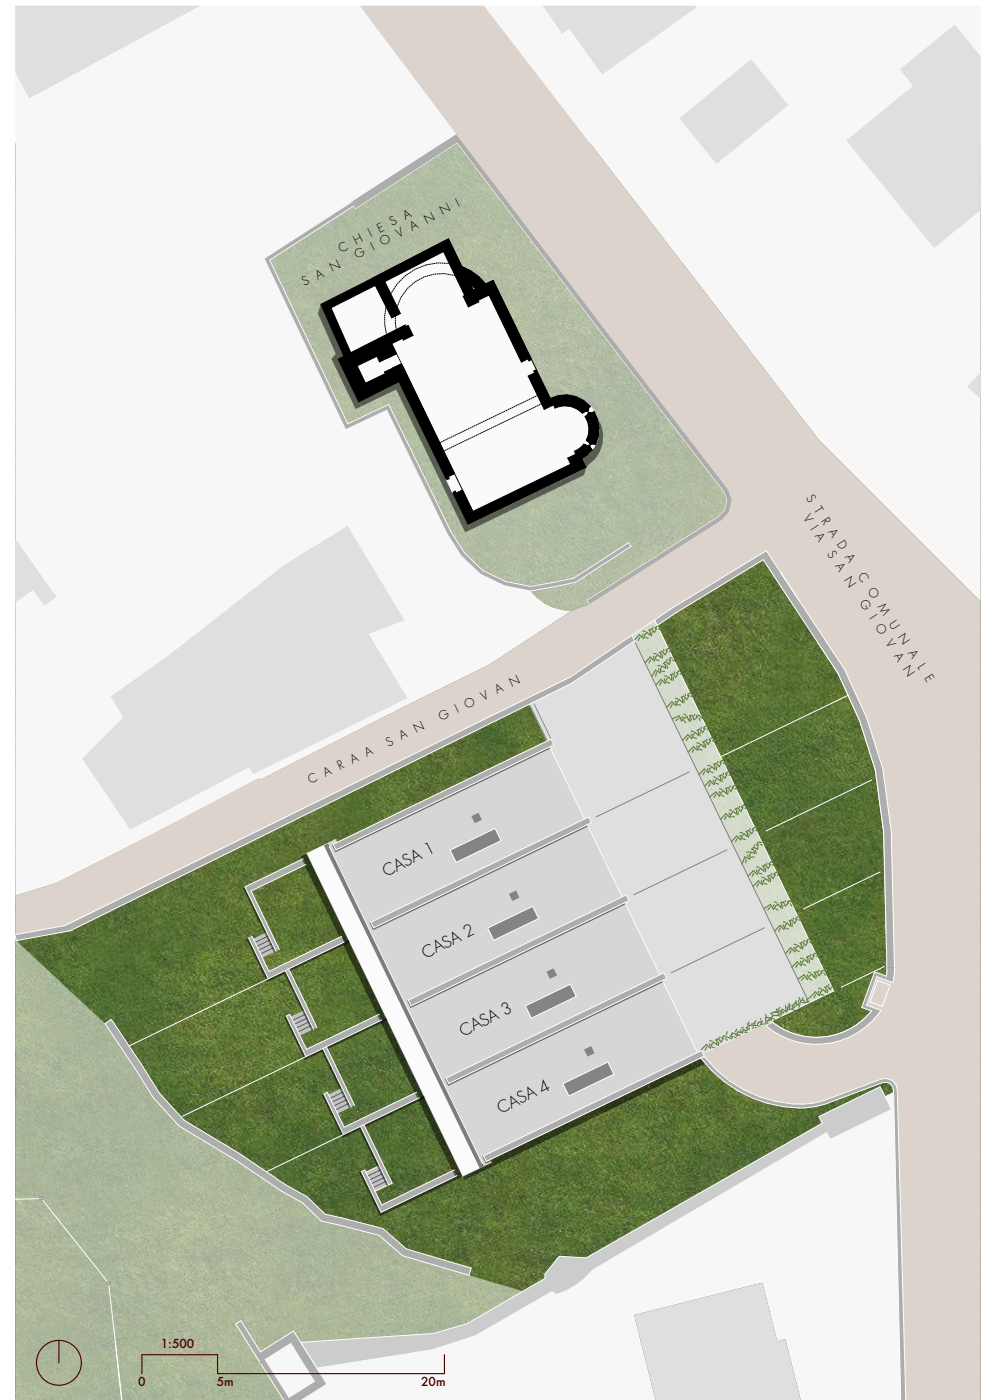 CHIESA
SAN GIOVANNI
STRADA COMUNALE
VIA SAN GIOVAN
CARAA SAN GIOVAN
CASA 1
CASA 2
CASA 3
CASA 4
1:500
0 5m 20m